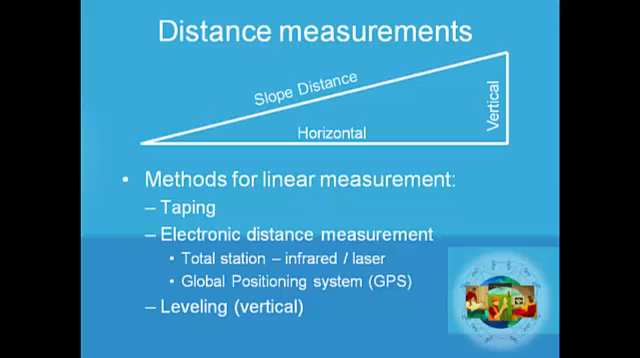 Distance measurements
Slope Distance
Vertical
Horizontal
• Methods for linear measurement:
– Taping
– Electronic distance measurement
• Total station – infrared / laser
• Global Positioning system (GPS)
– Leveling (vertical)